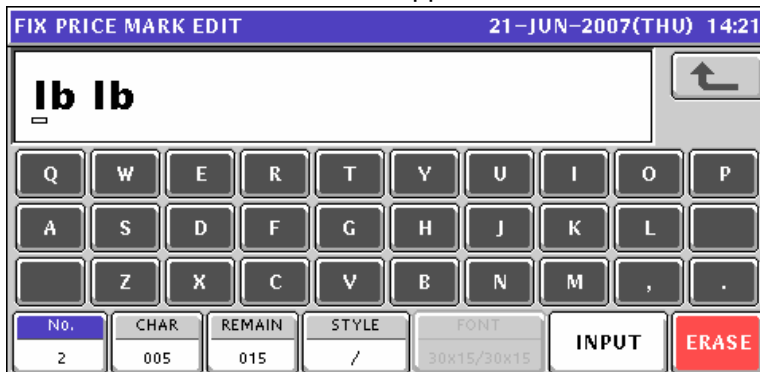 FIX PRICE MARK EDIT 21-JUN-2007(THU) 14:21
lb lb
Q W E R T Y U I O P
A S D F G H J K L
Z X C V B N M , .
No. CHAR REMAIN STYLE FONT INPUT ERASE
2 005 015 / 30x15/30x15